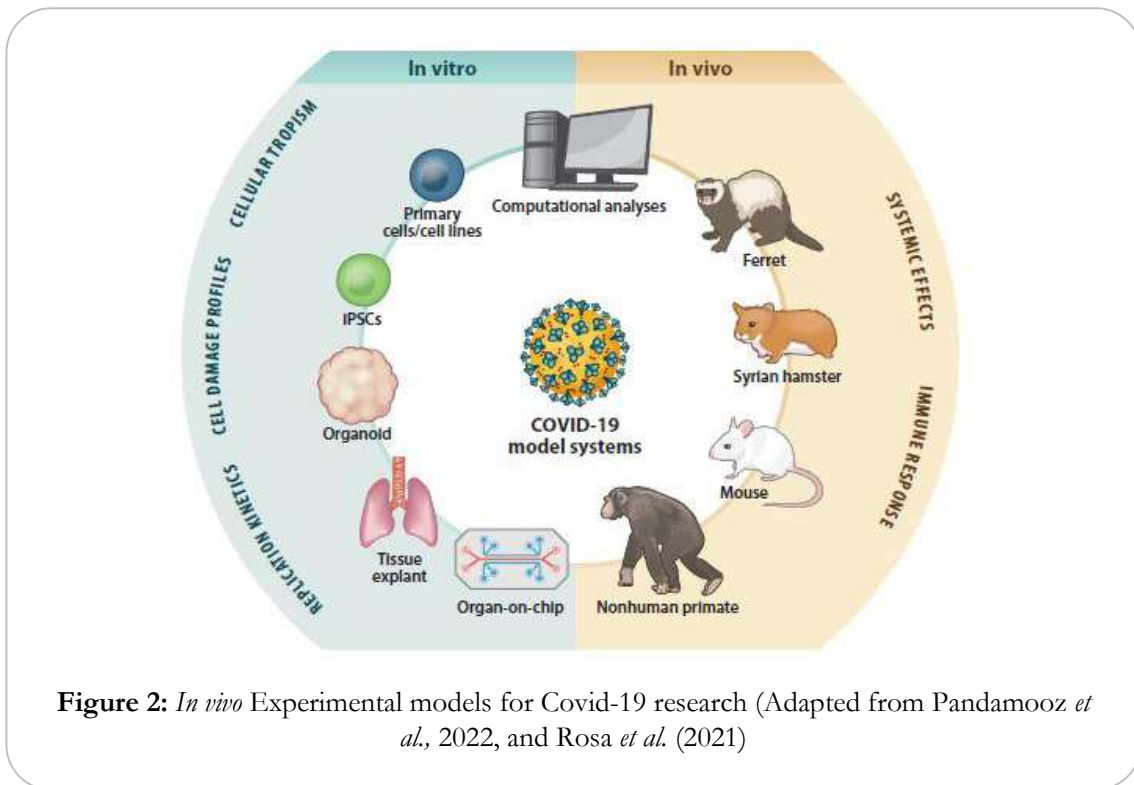 In vitro
In vivo
CELLULAR TROPISM
CELL DAMAGE PROFILES
REPLICATION KINETICS
Computational analyses
Primary
cells/cell lines
iPSCs
Organoid
Tissue
explant
Organ-on-chip
COVID-19
model systems
Ferret
Syrian hamster
Mouse
Nonhuman primate
SYSTEMIC EFFECTS
IMMUNE RESPONSE
Figure 2: In vivo Experimental models for Covid-19 research (Adapted from Pandamooz et
al., 2022, and Rosa et al. (2021)